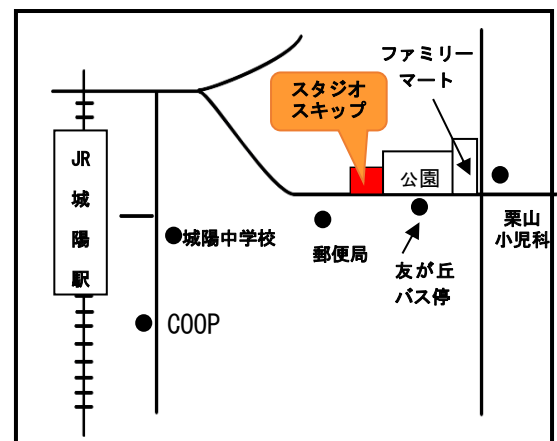 ファミリー
マート
スタジオ
スキップ
JR
城
陽
駅
公園
栗山
小児科
城陽中学校
郵便局
友が丘
バス停
COOP